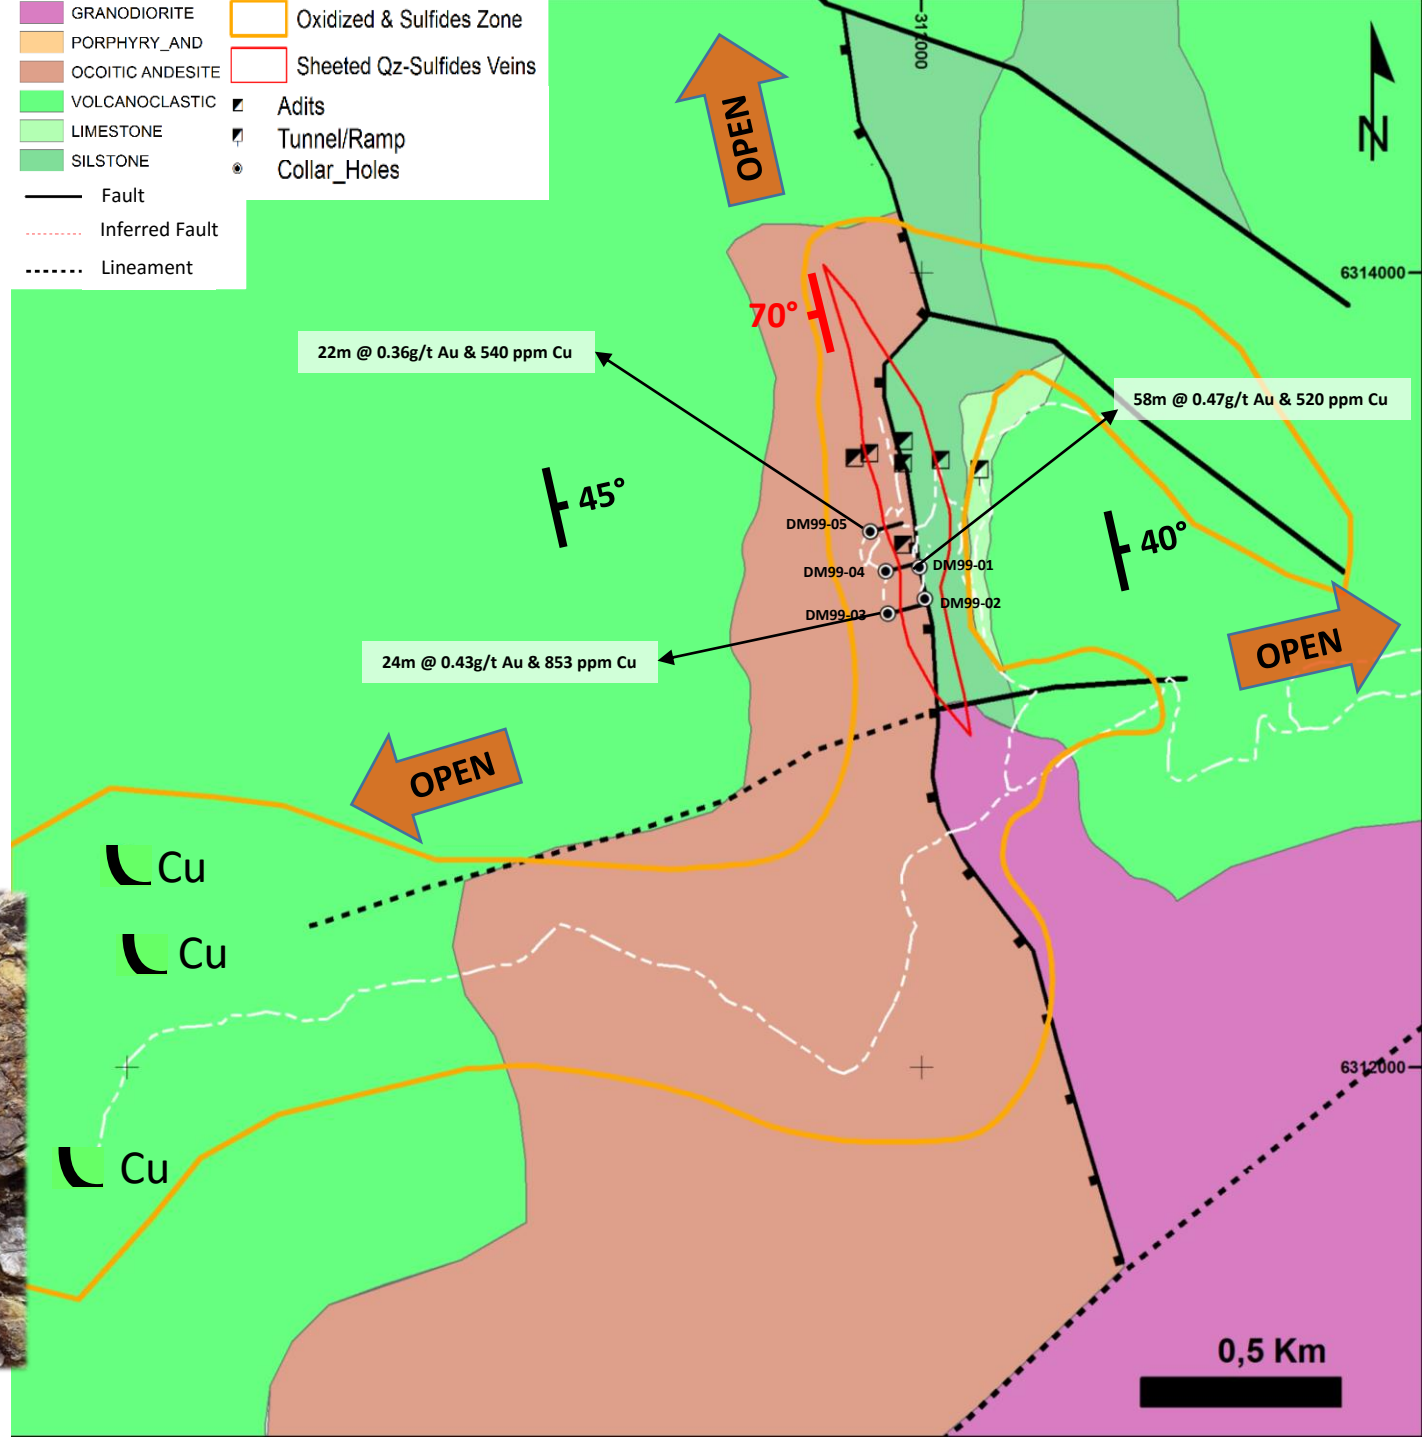 GRANODIORITE
PORPHYRY_AND
OCOITIC ANDESITE
VOLCANOCLASTIC
LIMESTONE
SILSTONE
Fault
Inferred Fault
Lineament
Oxidized & Sulfides Zone
Sheeted Qz-Sulfides Veins
Adits
Tunnel/Ramp
Collar_Holes
OPEN
N
6314000
70°
22m @ 0.36g/t Au & 540 ppm Cu
58m @ 0.47g/t Au & 520 ppm Cu
45°
40°
DM99-05
DM99-04
DM99-01
DM99-02
DM99-03
24m @ 0.43g/t Au & 853 ppm Cu
OPEN
OPEN
Cu
Cu
6312000
Cu
0,5 Km